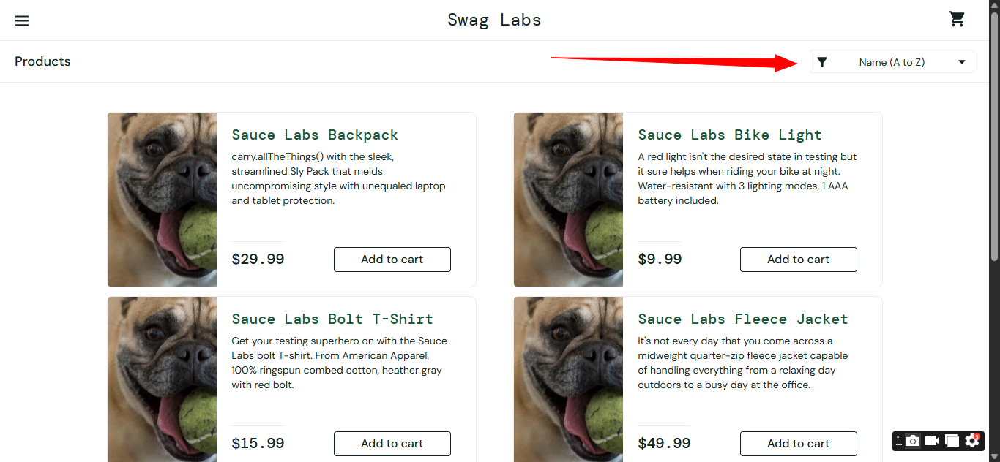 Swag Labs
Products
Name (A to Z)
Sauce Labs Backpack
carry.allTheThings() with the sleek,
streamlined Sly Pack that melds
uncompromising style with unequaled laptop
and tablet protection.
$29.99
Add to cart
Sauce Labs Bike Light
A red light isn't the desired state in testing but
it sure helps when riding your bike at night.
Water-resistant with 3 lighting modes, 1 AAA
battery included.
$9.99
Add to cart
Sauce Labs Bolt T-Shirt
Get your testing superhero on with the Sauce
Labs bolt T-shirt. From American Apparel,
100% ringspun combed cotton, heather gray
with red bolt.
$15.99
Add to cart
Sauce Labs Fleece Jacket
It's not every day that you come across a
midweight quarter-zip fleece jacket capable
of handling everything from a relaxing day
outdoors to a busy day at the office.
$49.99
Add to cart
3